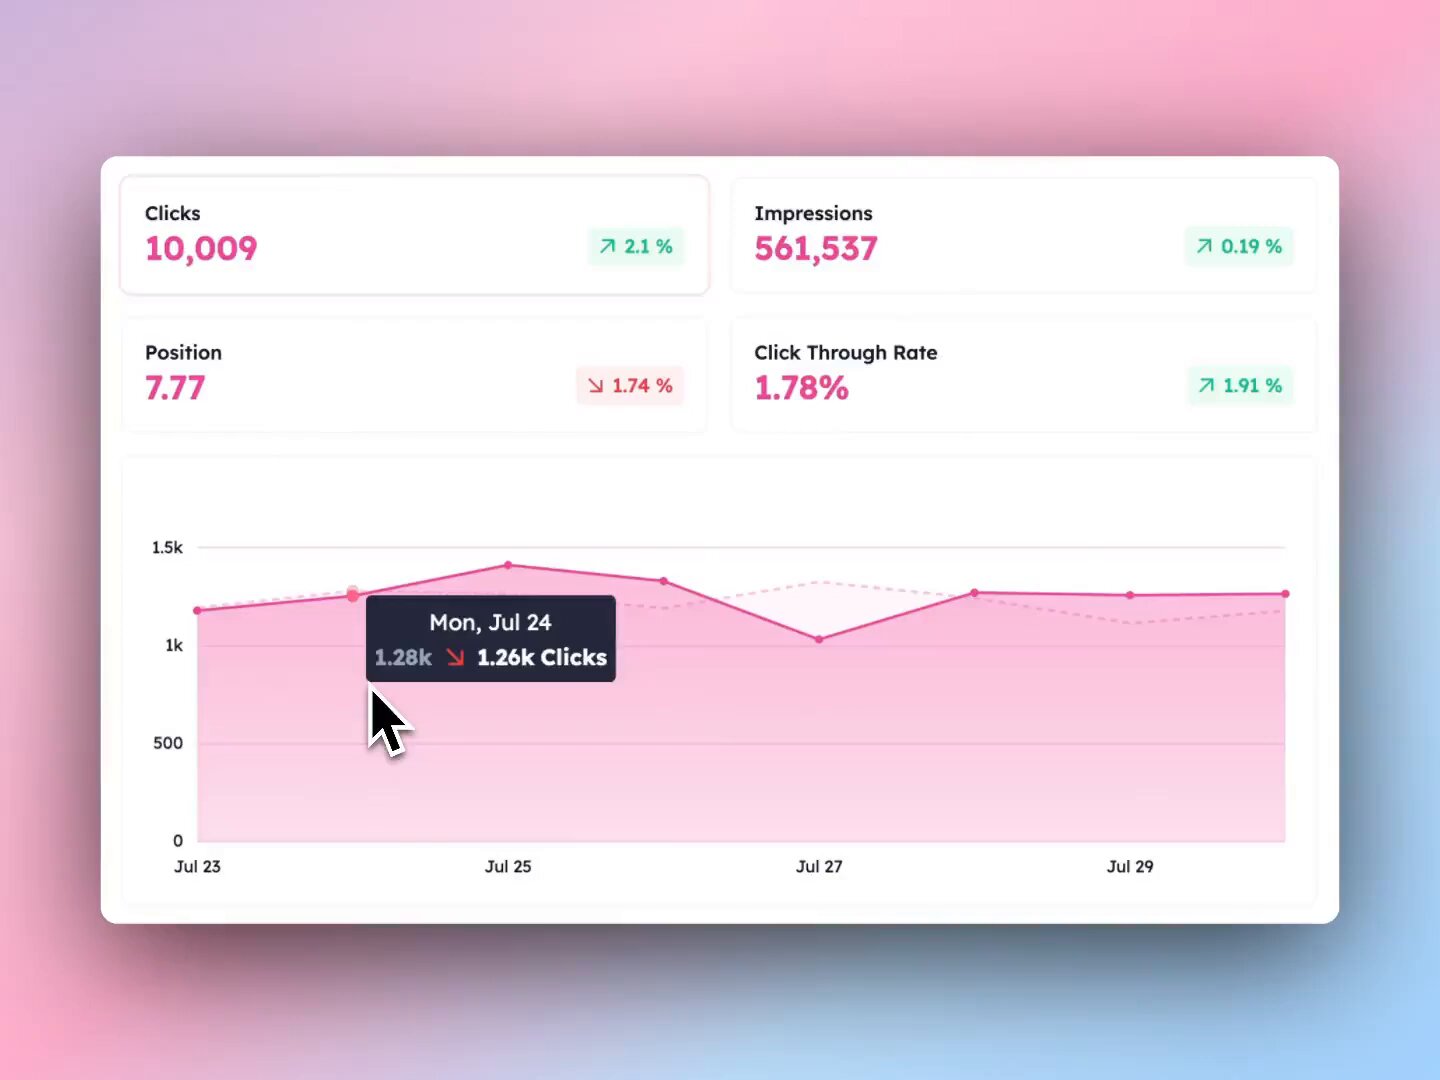 Clicks
10,009
2.1 %
Impressions
561,537
0.19 %
Position
7.77
1.74 %
Click Through Rate
1.78%
1.91 %
1.5k
1k
500
0
Mon, Jul 24
1.28k 1.26k Clicks
Jul 23 Jul 25 Jul 27 Jul 29